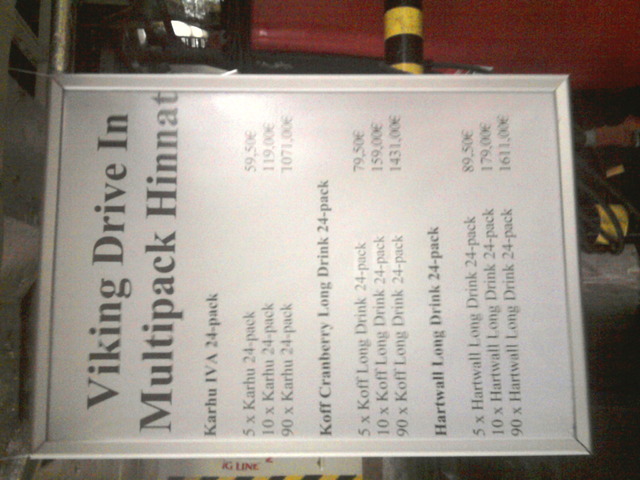 Viking Drive In
Multipack Hinnat
Karhu IVA 24-pack
5 x Karhu 24-pack 59,50€
10 x Karhu 24-pack 119,00€
90 x Karhu 24-pack 1071,00€
Koff Cranberry Long Drink 24-pack
5 x Koff Long Drink 24-pack 79,50€
10 x Koff Long Drink 24-pack 159,00€
90 x Koff Long Drink 24-pack 1431,00€
Hartwall Long Drink 24-pack
5 x Hartwall Long Drink 24-pack 89,50€
10 x Hartwall Long Drink 24-pack 179,00€
90 x Hartwall Long Drink 24-pack 1611,00€
G LINE